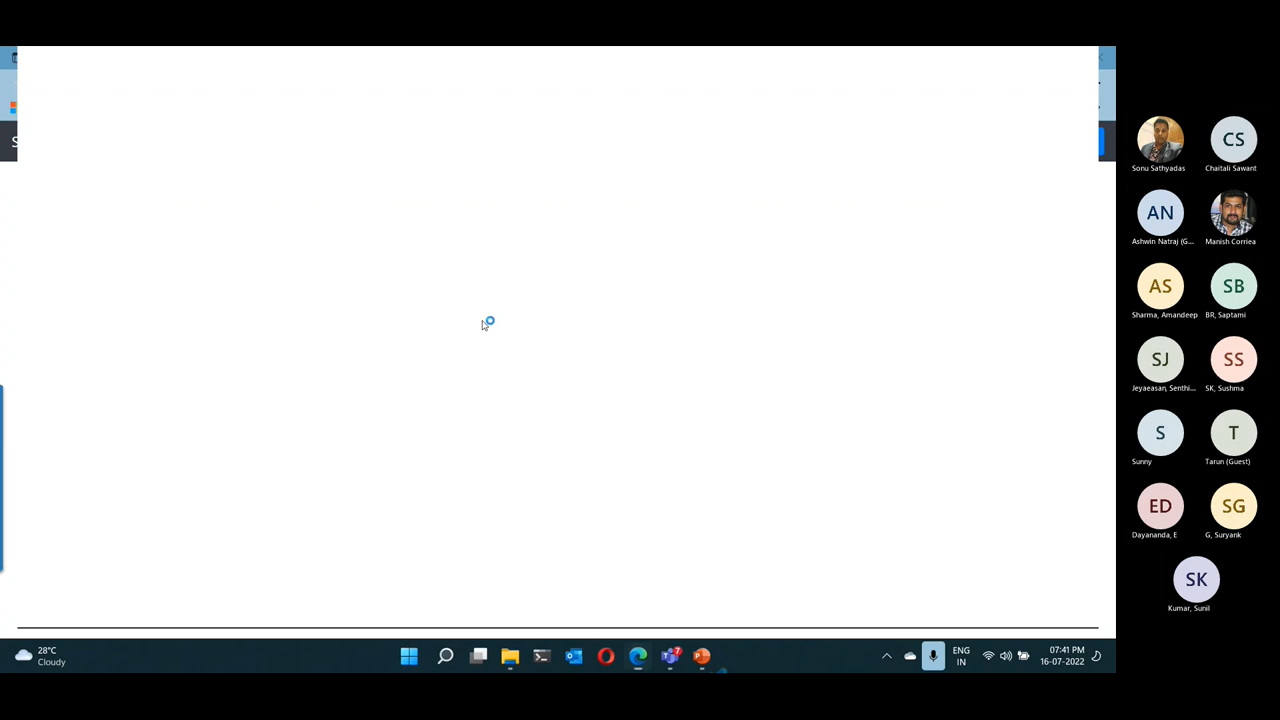 S
CS
Sonu Sathyadas
Chaitali Sawant
AN
Ashwin Natraj (G...
Manish Corriea
AS
SB
Sharma, Amandeep
BR, Saptami
SJ
SS
Jeyaeasan, Senthi...
SK, Sushma
S
T
Sunny
Tarun (Guest)
ED
SG
Dayananda, E
G, Suryank
SK
Kumar, Sunil
28°C
Cloudy
7
ENG
IN
07:41 PM
16-07-2022